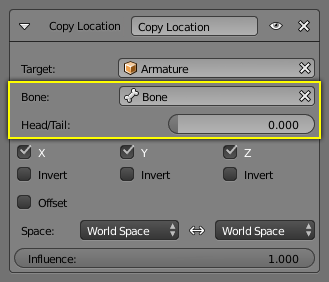 Copy Location Copy Location
Target: Armature
Bone: Bone
Head/Tail: 0.000
X Y Z
Invert Invert Invert
Offset
Space: World Space World Space
Influence: 1.000